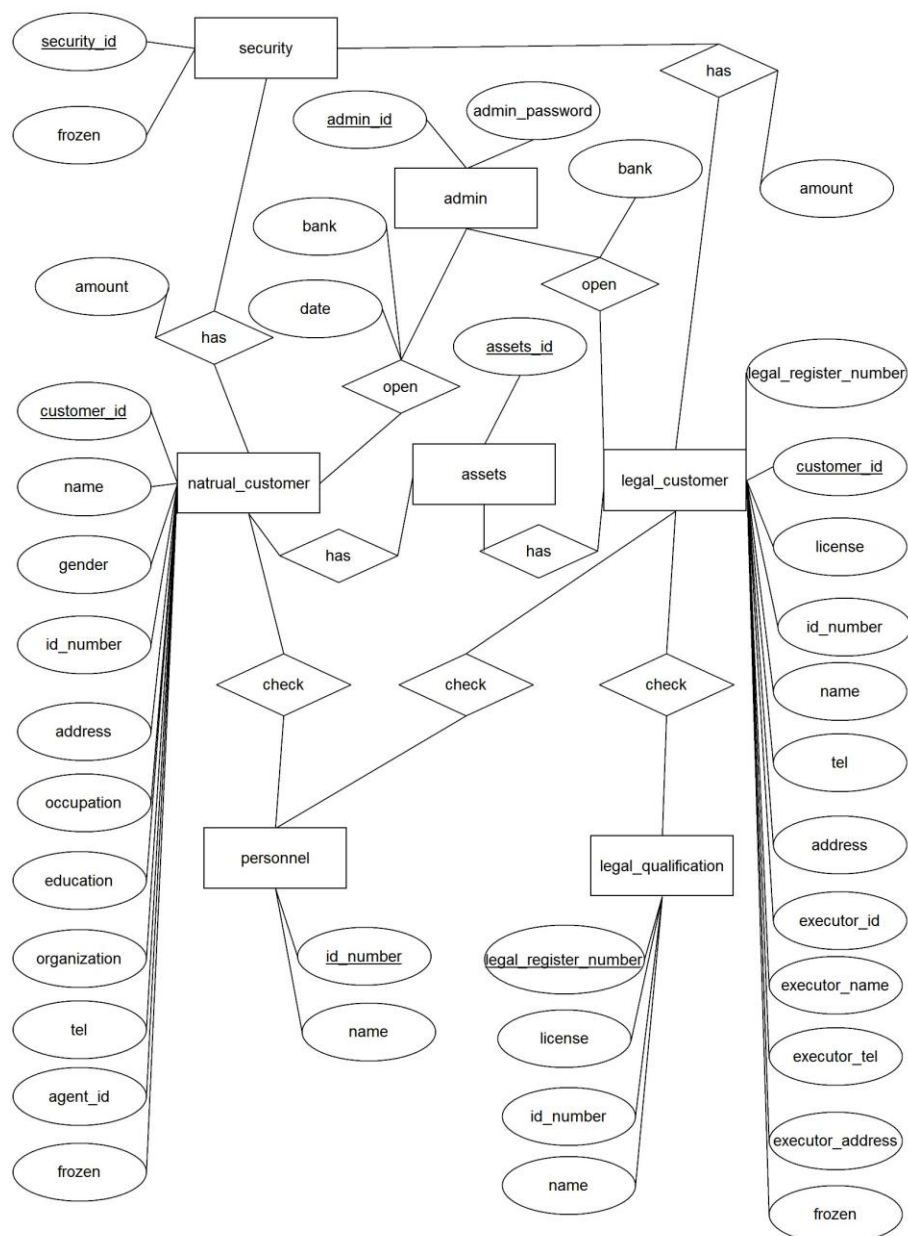 security_id
security
has
frozen
admin_id
admin_password
bank
amount
admin
bank
amount
date
open
has
assets_id
open
legal_register_number
customer_id
natrual_customer
assets
legal_customer
customer_id
name
has
has
license
gender
id_number
id_number
check
check
check
name
address
tel
occupation
personnel
legal_qualification
address
education
executor_id
organization
id_number
legal_register_number
executor_name
tel
name
license
executor_tel
agent_id
id_number
executor_address
frozen
name
frozen